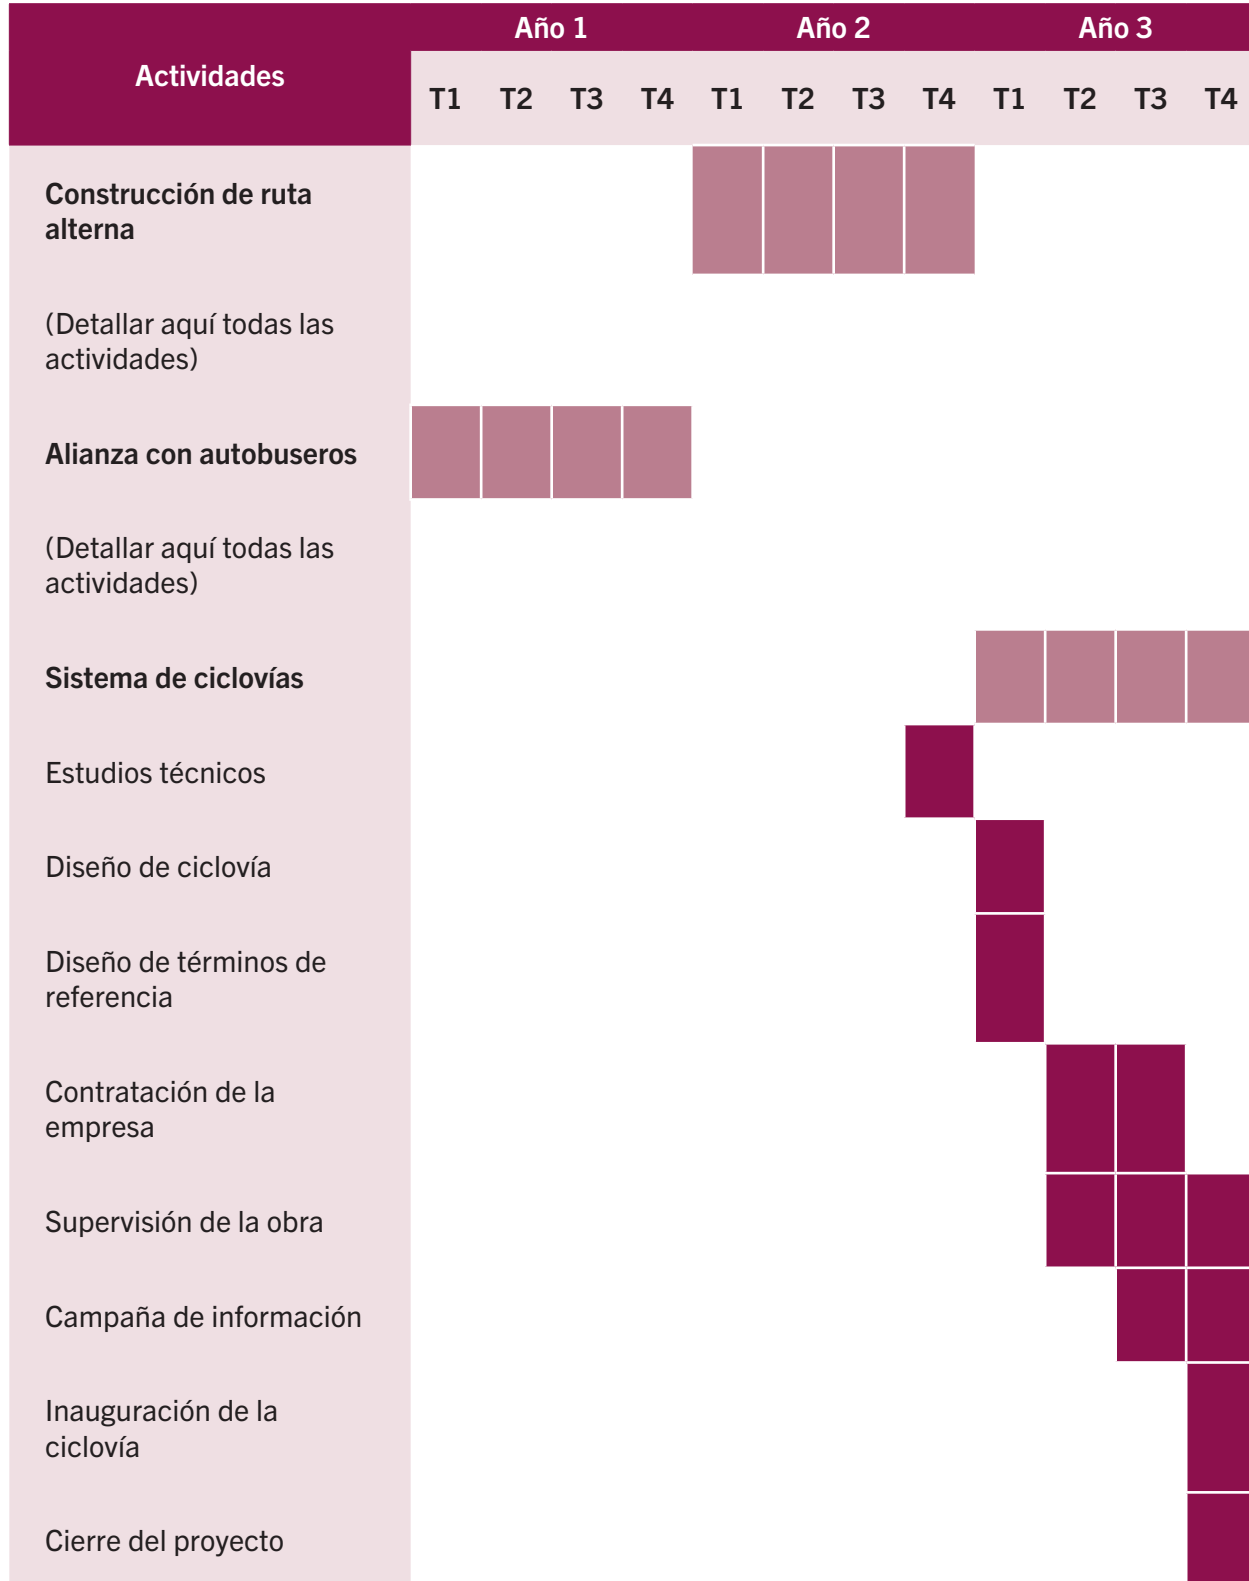 Actividades
Año 1 Año 2 Año 3
T1 T2 T3 T4 T1 T2 T3 T4 T1 T2 T3 T4
Construcción de ruta
alterna
(Detallar aquí todas las
actividades)
Alianza con autobuseros
(Detallar aquí todas las
actividades)
Sistema de ciclovías
Estudios técnicos
Diseño de ciclovía
Diseño de términos de
referencia
Contratación de la
empresa
Supervisión de la obra
Campaña de información
Inauguración de la
ciclovía
Cierre del proyecto